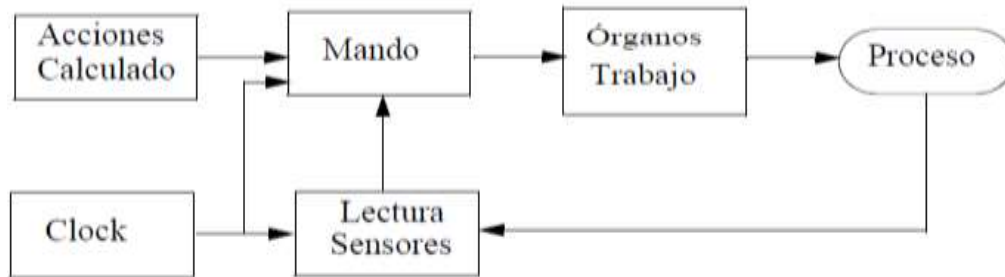 Acciones
Calculado
Mando
Órganos
Trabajo
Proceso
Clock
Lectura
Sensores